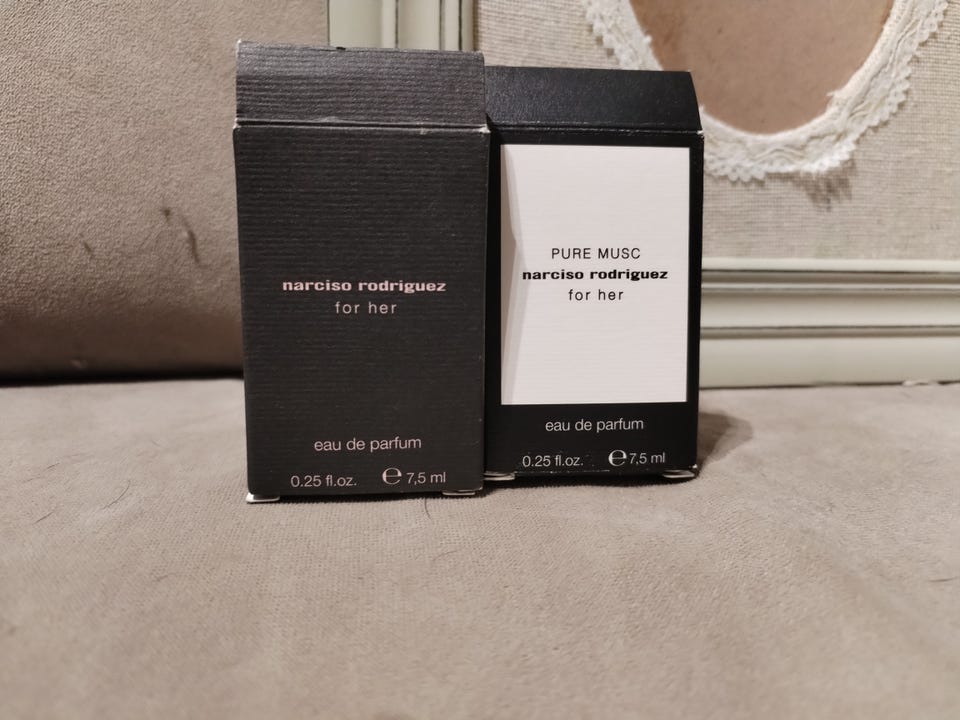 narciso rodriguez
for her
eau de parfum
0.25 fl.oz. ℮ 7,5 ml
PURE MUSC
narciso rodriguez
for her
eau de parfum
0.25 fl.oz. ℮ 7,5 ml